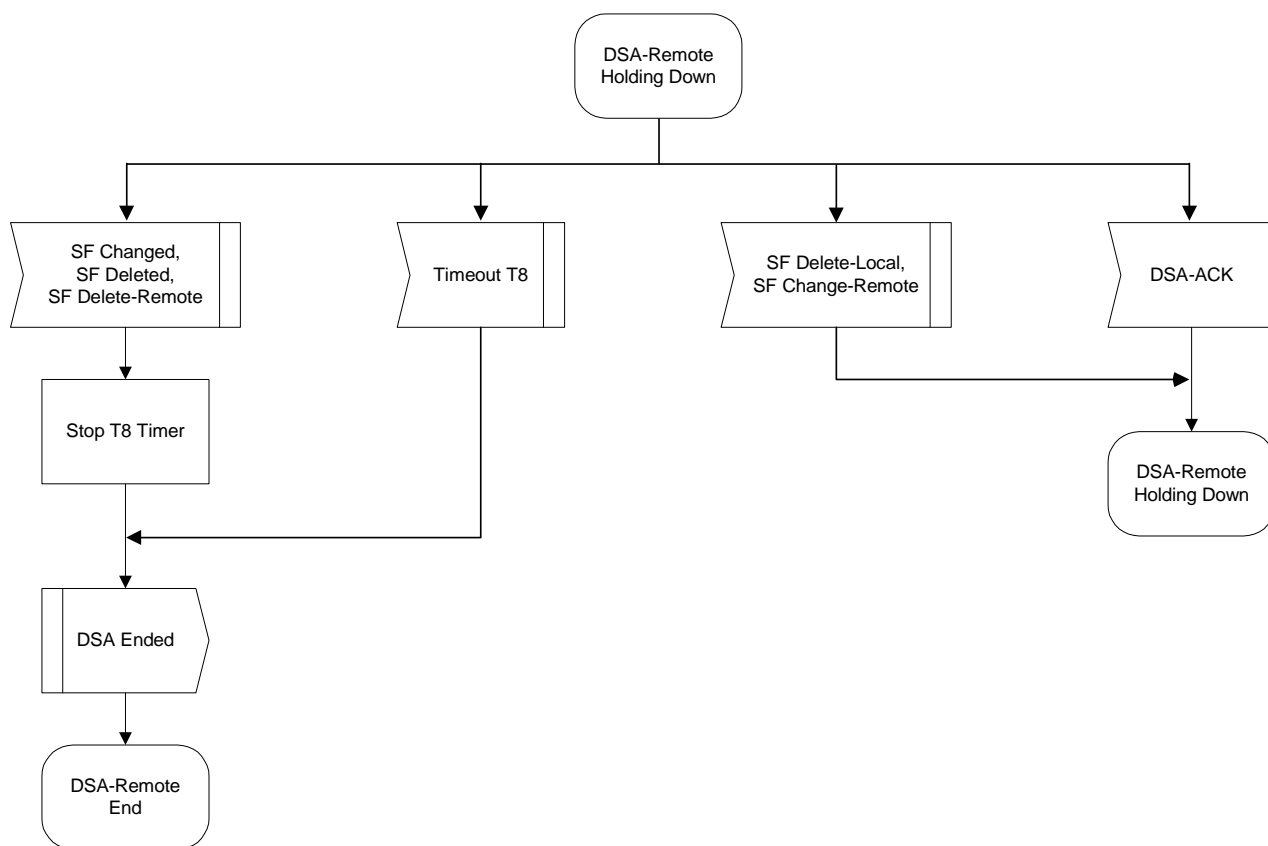 DSA-Remote
Holding Down
SF Changed,
SF Deleted,
SF Delete-Remote
Timeout T8
SF Delete-Local,
SF Change-Remote
DSA-ACK
Stop T8 Timer
DSA-Remote
Holding Down
DSA Ended
DSA-Remote
End